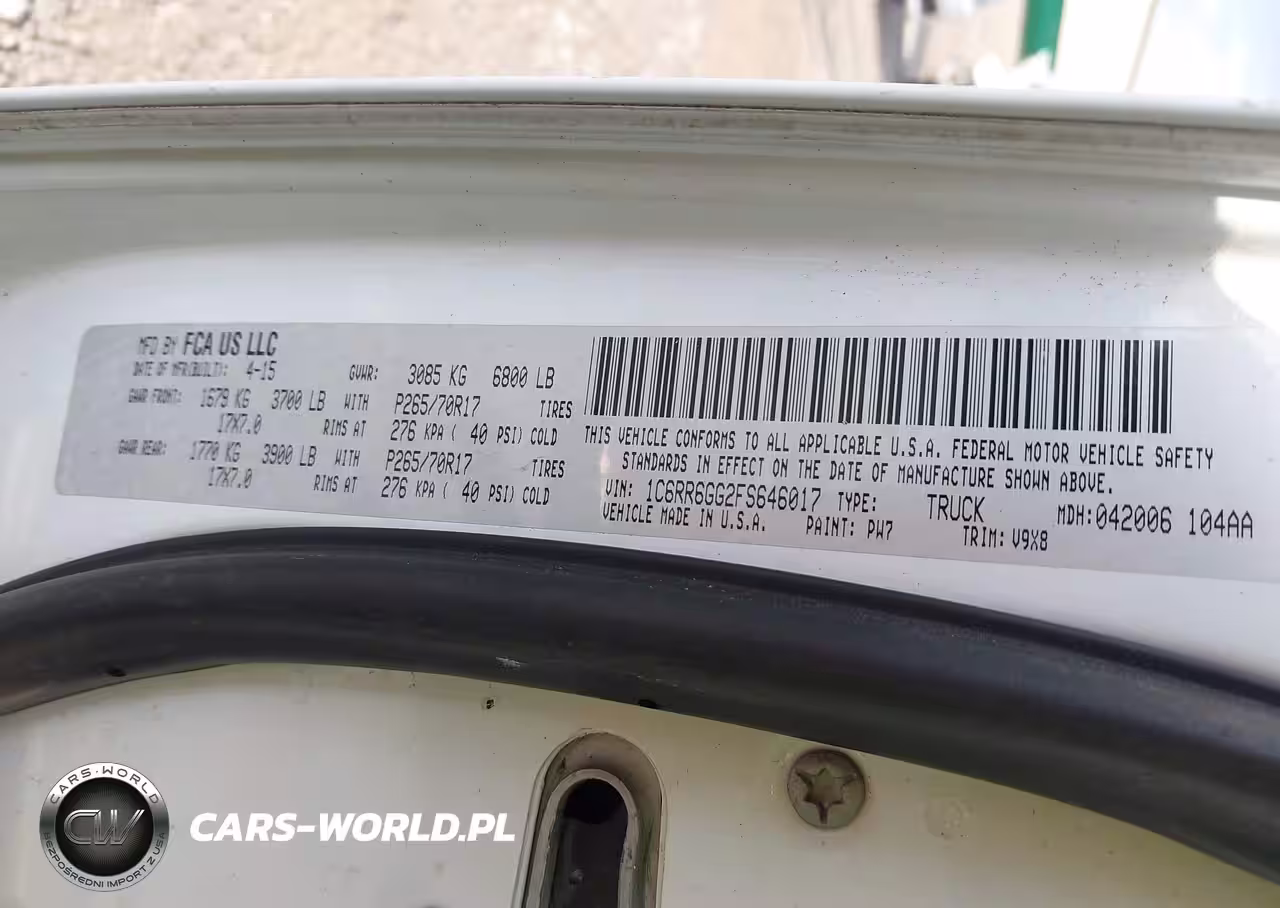 MFD BY FCA US LLC
DATE OF MFR(BUILT): 4-15 GVWR: 3085 KG 6800 LB
GAWR FRONT: 1679 KG 3700 LB WITH P265/70R17 TIRES
17X7.0 RIMS AT 276 KPA ( 40 PSI) COLD
GAWR REAR: 1770 KG 3900 LB WITH P265/70R17 TIRES
17X7.0 RIMS AT 276 KPA ( 40 PSI) COLD
THIS VEHICLE CONFORMS TO ALL APPLICABLE U.S.A. FEDERAL MOTOR VEHICLE SAFETY
STANDARDS IN EFFECT ON THE DATE OF MANUFACTURE SHOWN ABOVE.
VIN: 1C6RR6GG2FS646017 TYPE: TRUCK MDH:042006 104AA
VEHICLE MADE IN U.S.A. PAINT: PW7 TRIM: V9X8
CARS-WORLD
CW
BEZPOŚREDNI IMPORT Z USA
CARS-WORLD.PL